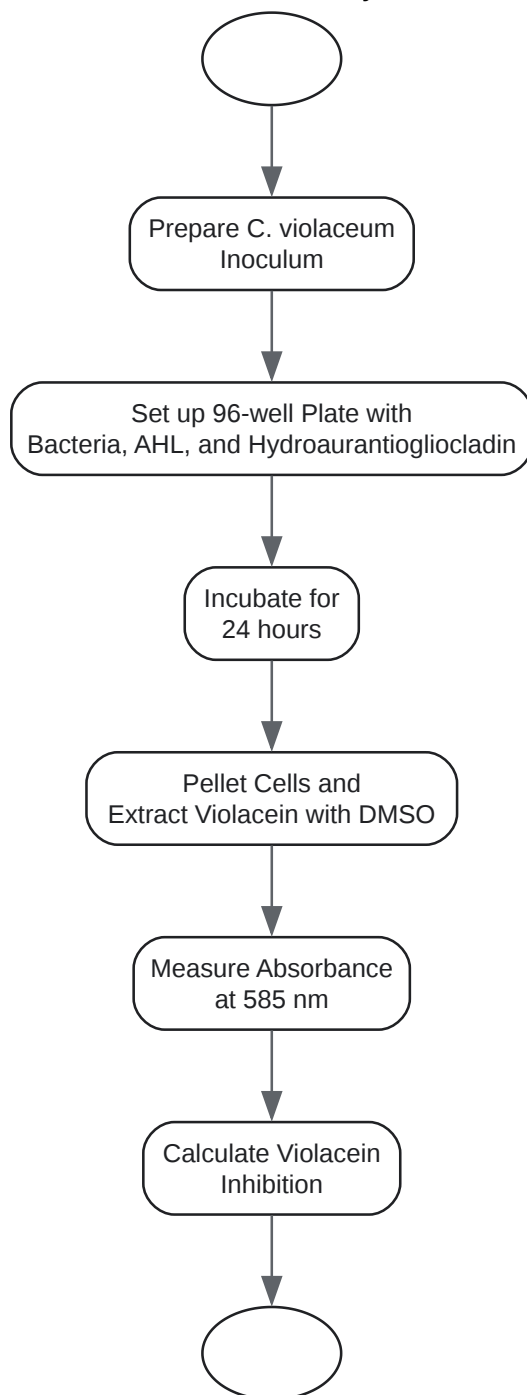 Prepare C. violaceum
Inoculum
Set up 96-well Plate with
Bacteria, AHL, and Hydroaurantiogliocladin
Incubate for
24 hours
Pellet Cells and
Extract Violacein with DMSO
Measure Absorbance
at 585 nm
Calculate Violacein
Inhibition